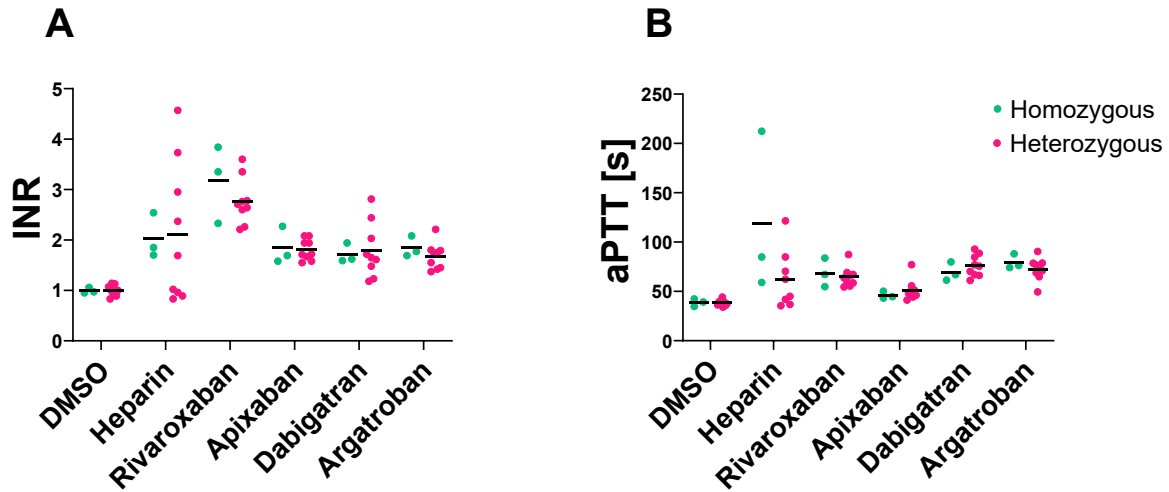 A
INR
5
4
3
2
1
0
DMSO
Heparin
Rivaroxaban
Apixaban
Dabigatran
Argatroban
B
aPTT [s]
250
200
150
100
50
0
DMSO
Heparin
Rivaroxaban
Apixaban
Dabigatran
Argatroban
Homozygous
Heterozygous